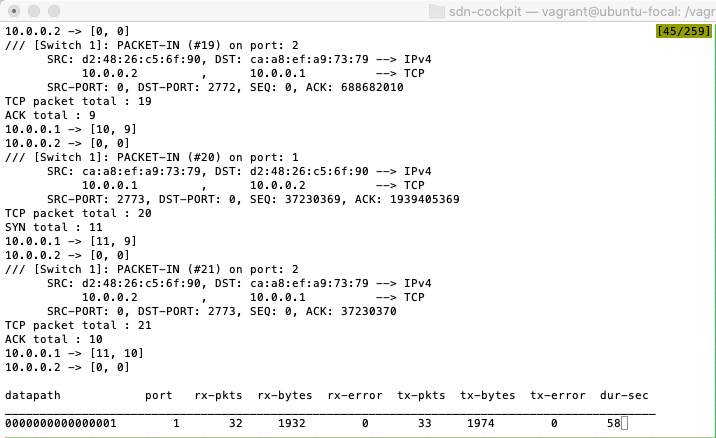 sdn-cockpit — vagrant@ubuntu-focal: /vagr
10.0.0.2 -> [0, 0] [45/259]
/// [Switch 1]: PACKET-IN (#19) on port: 2
SRC: d2:48:26:c5:6f:90, DST: ca:a8:ef:a9:73:79 --> IPv4
10.0.0.2 , 10.0.0.1 --> TCP
SRC-PORT: 0, DST-PORT: 2772, SEQ: 0, ACK: 688682010
TCP packet total : 19
ACK total : 9
10.0.0.1 -> [10, 9]
10.0.0.2 -> [0, 0]
/// [Switch 1]: PACKET-IN (#20) on port: 1
SRC: ca:a8:ef:a9:73:79, DST: d2:48:26:c5:6f:90 --> IPv4
10.0.0.1 , 10.0.0.2 --> TCP
SRC-PORT: 2773, DST-PORT: 0, SEQ: 37230369, ACK: 1939405369
TCP packet total : 20
SYN total : 11
10.0.0.1 -> [11, 9]
10.0.0.2 -> [0, 0]
/// [Switch 1]: PACKET-IN (#21) on port: 2
SRC: d2:48:26:c5:6f:90, DST: ca:a8:ef:a9:73:79 --> IPv4
10.0.0.2 , 10.0.0.1 --> TCP
SRC-PORT: 0, DST-PORT: 2773, SEQ: 0, ACK: 37230370
TCP packet total : 21
ACK total : 10
10.0.0.1 -> [11, 10]
10.0.0.2 -> [0, 0]
datapath port rx-pkts rx-bytes rx-error tx-pkts tx-bytes tx-error dur-sec
0000000000000001 1 32 1932 0 33 1974 0 58